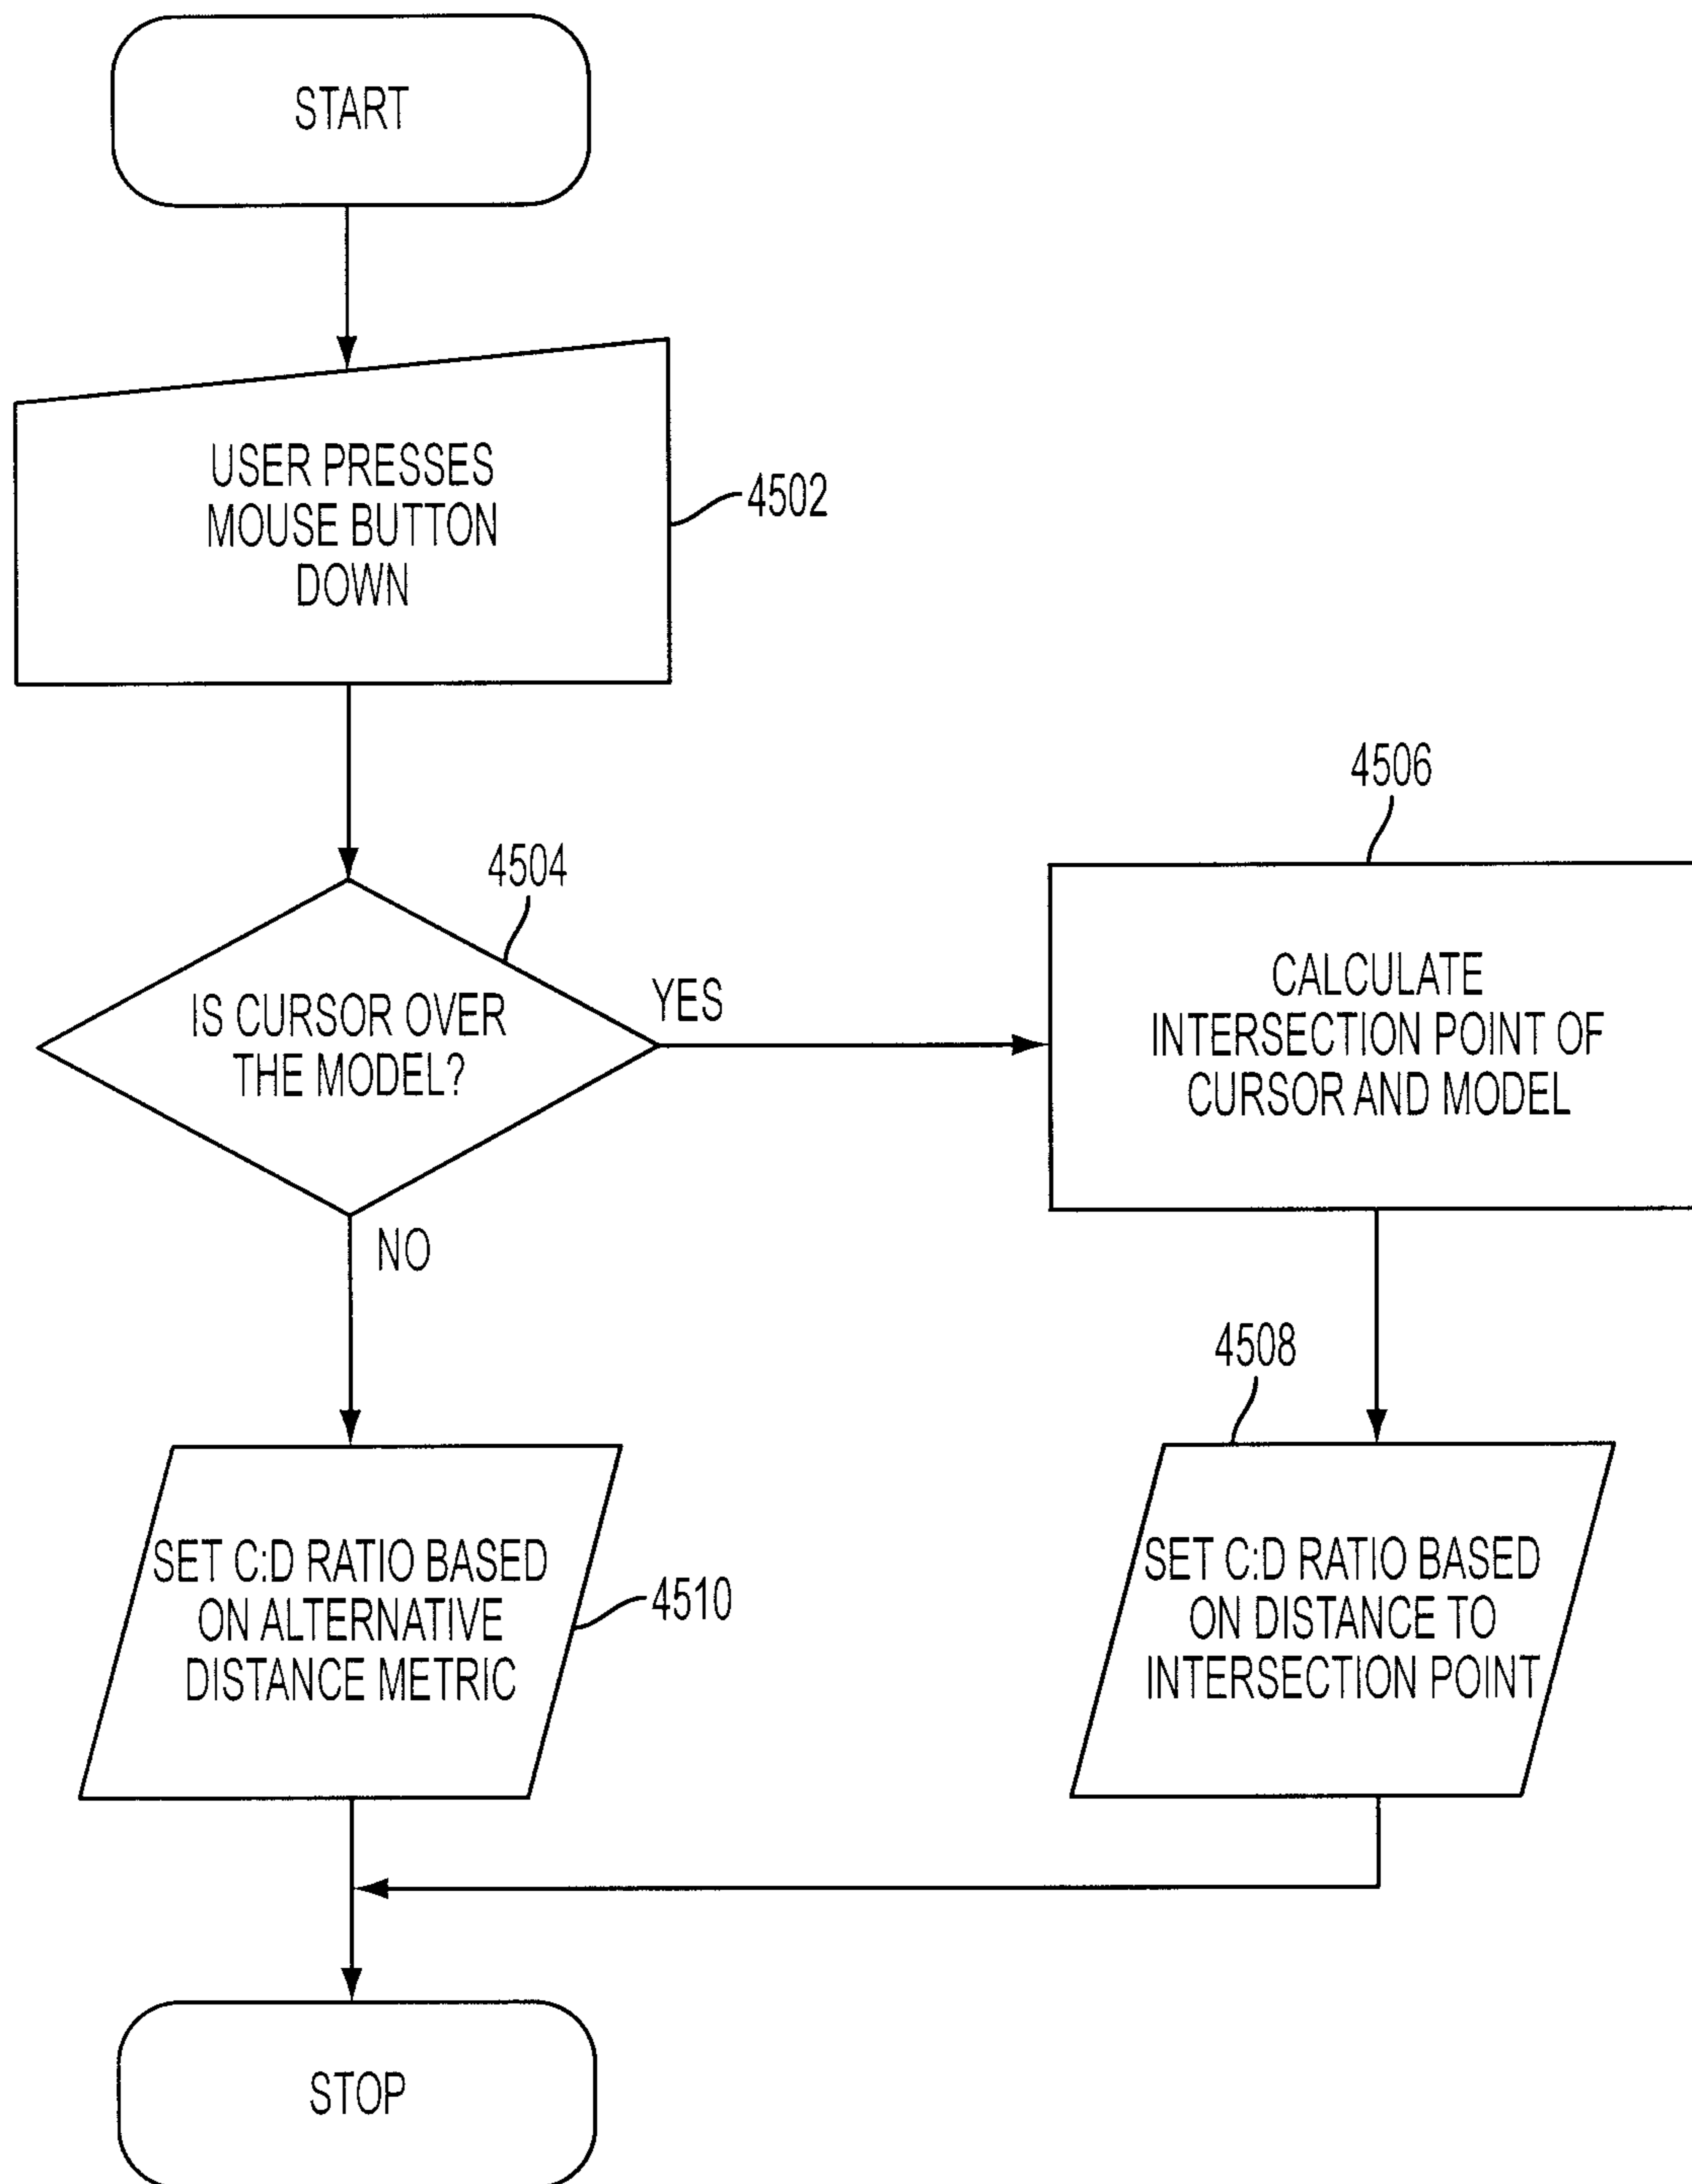 START
USER PRESSES
MOUSE BUTTON
DOWN
4502
4504
IS CURSOR OVER
THE MODEL?
YES
NO
4506
CALCULATE
INTERSECTION POINT OF
CURSOR AND MODEL
4508
SET C:D RATIO BASED
ON DISTANCE TO
INTERSECTION POINT
SET C:D RATIO BASED
ON ALTERNATIVE
DISTANCE METRIC
4510
STOP